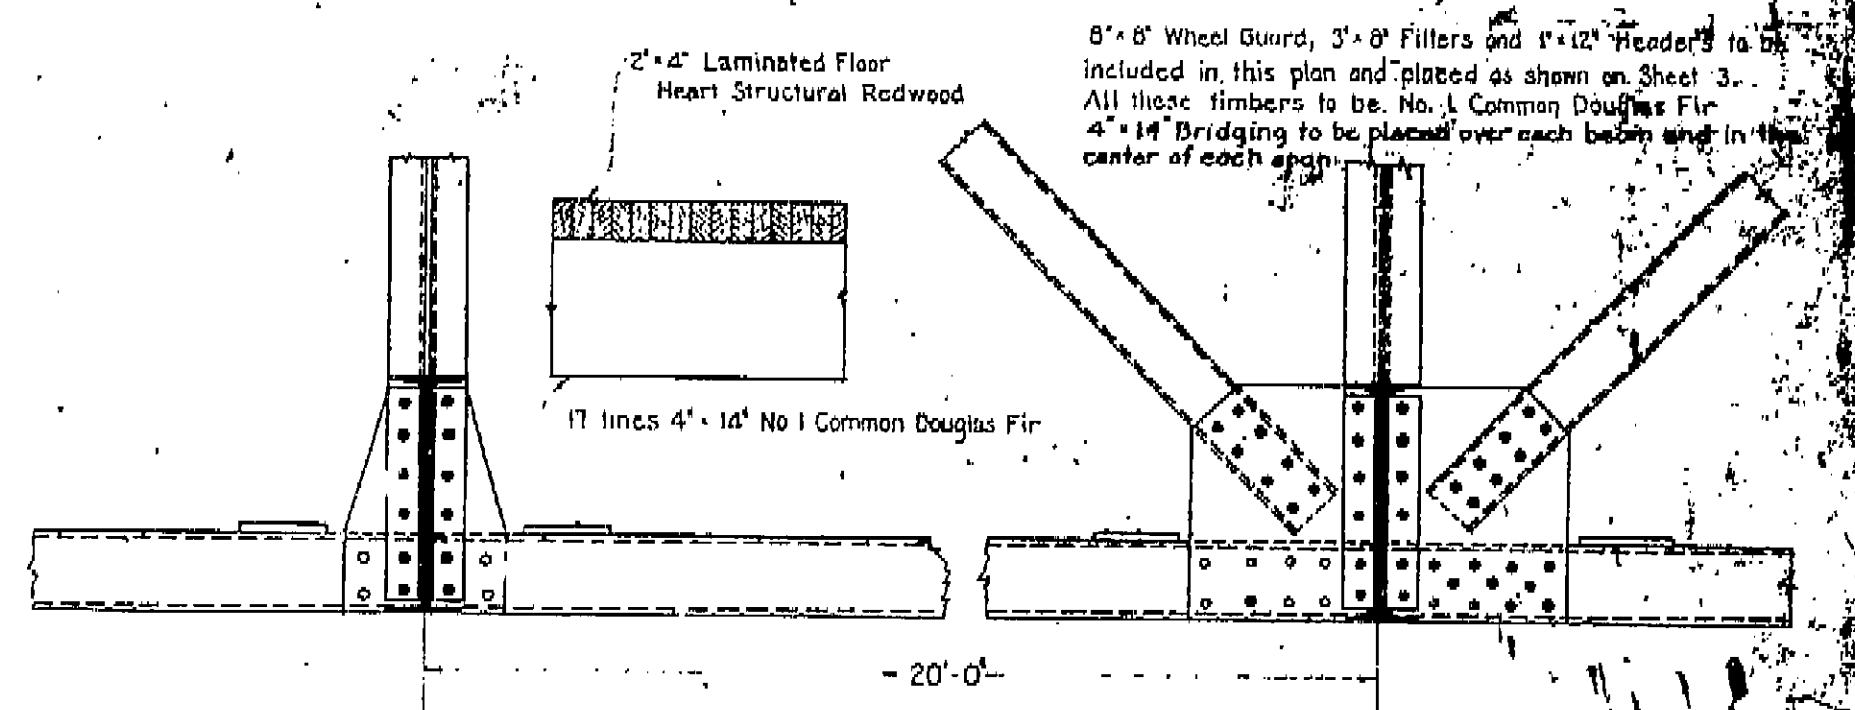 2"×4" Laminated Floor
Heart Structural Redwood
8"×8" Wheel Guard, 3"×8" Fillers and 1"×12" Headers to be
included in this plan and placed as shown on Sheet 3.
All these timbers to be No. 1 Common Douglas Fir
4"×14" Bridging to be placed over each beam and in the
center of each span.
17 lines 4"×14" No 1 Common Douglas Fir
20'-0"